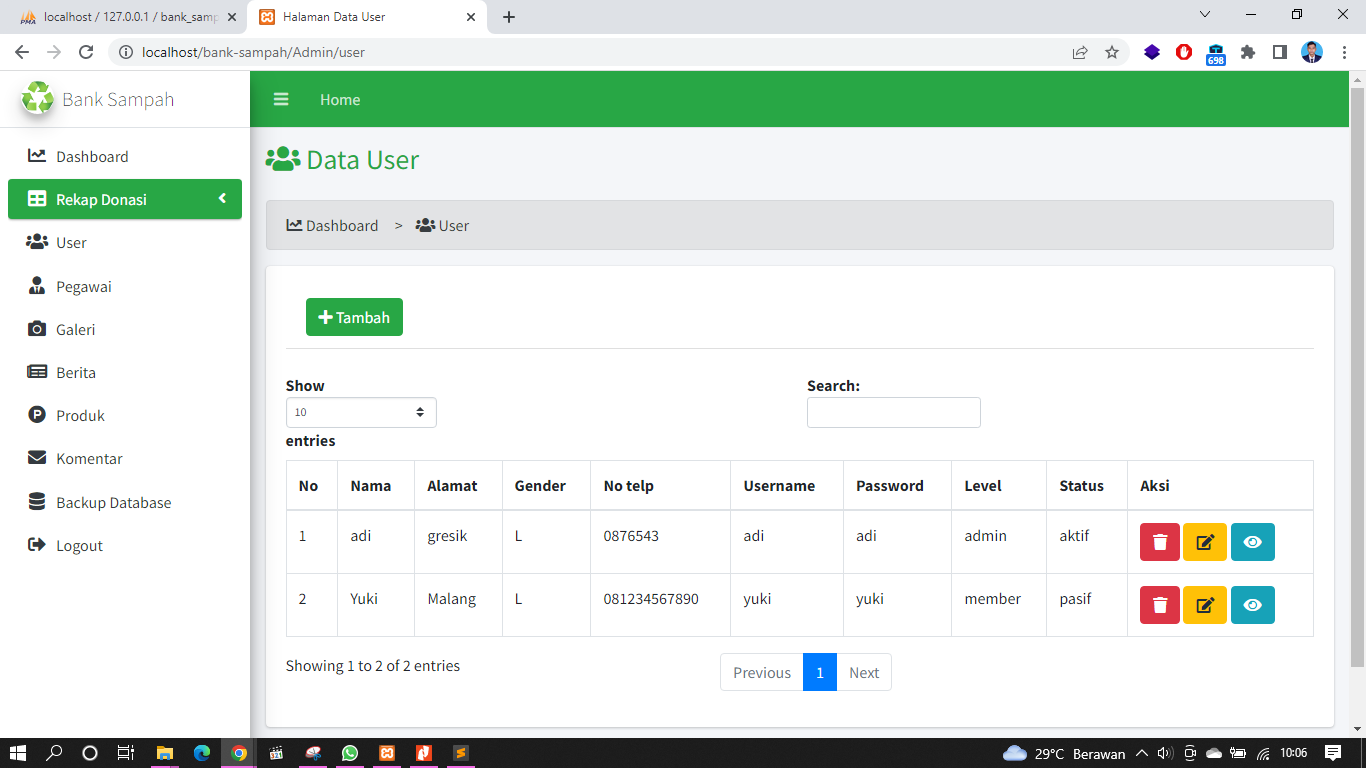 localhost / 127.0.0.1 / bank_samp
Halaman Data User
localhost/bank-sampah/Admin/user
698
Bank Sampah
Home
Dashboard
Rekap Donasi
User
Pegawai
Galeri
Berita
Produk
Komentar
Backup Database
Logout
Data User
Dashboard > User
Tambah
Show
10
entries
Search:
No Nama Alamat Gender No telp Username Password Level Status Aksi
1 adi gresik L 0876543 adi adi admin aktif
2 Yuki Malang L 081234567890 yuki yuki member pasif
Showing 1 to 2 of 2 entries
Previous 1 Next
29°C Berawan 10:06